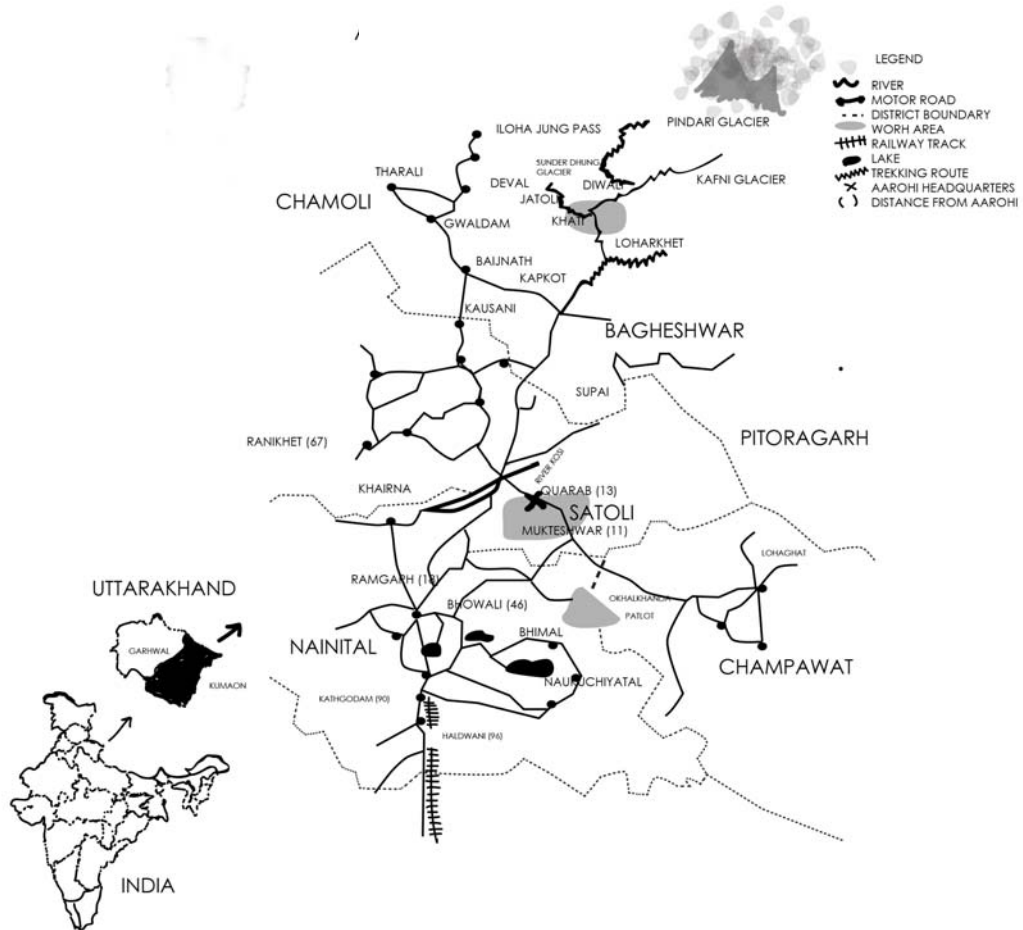 LEGEND
RIVER
MOTOR ROAD
DISTRICT BOUNDARY
WORH AREA
RAILWAY TRACK
LAKE
TREKKING ROUTE
AAROHI HEADQUARTERS
DISTANCE FROM AAROHI
PINDARI GLACIER
ILOHA JUNG PASS
SUNDER DHUNG
GLACIER
THARALI
DEVAL
DIWALI
KAFNI GLACIER
CHAMOLI
JATOLI
GWALDAM
KHATI
LOHARKHET
BAIJNATH
KAPKOT
KAUSANI
BAGHESHWAR
SUPAI
RANIKHET (67)
PITORAGARH
RIVER KOSI
KHAIRNA
QUARAB (13)
SATOLI
MUKTESHWAR (11)
LOHAGHAT
RAMGARH (18)
UTTARAKHAND
OKHALKHANDA
BHOWALI (46)
PATLOT
BHIMAL
NAINITAL
GARHWAL
CHAMPAWAT
KUMAON
NAUKUCHIYATAL
KATHGODAM (90)
HALDWANI (96)
INDIA